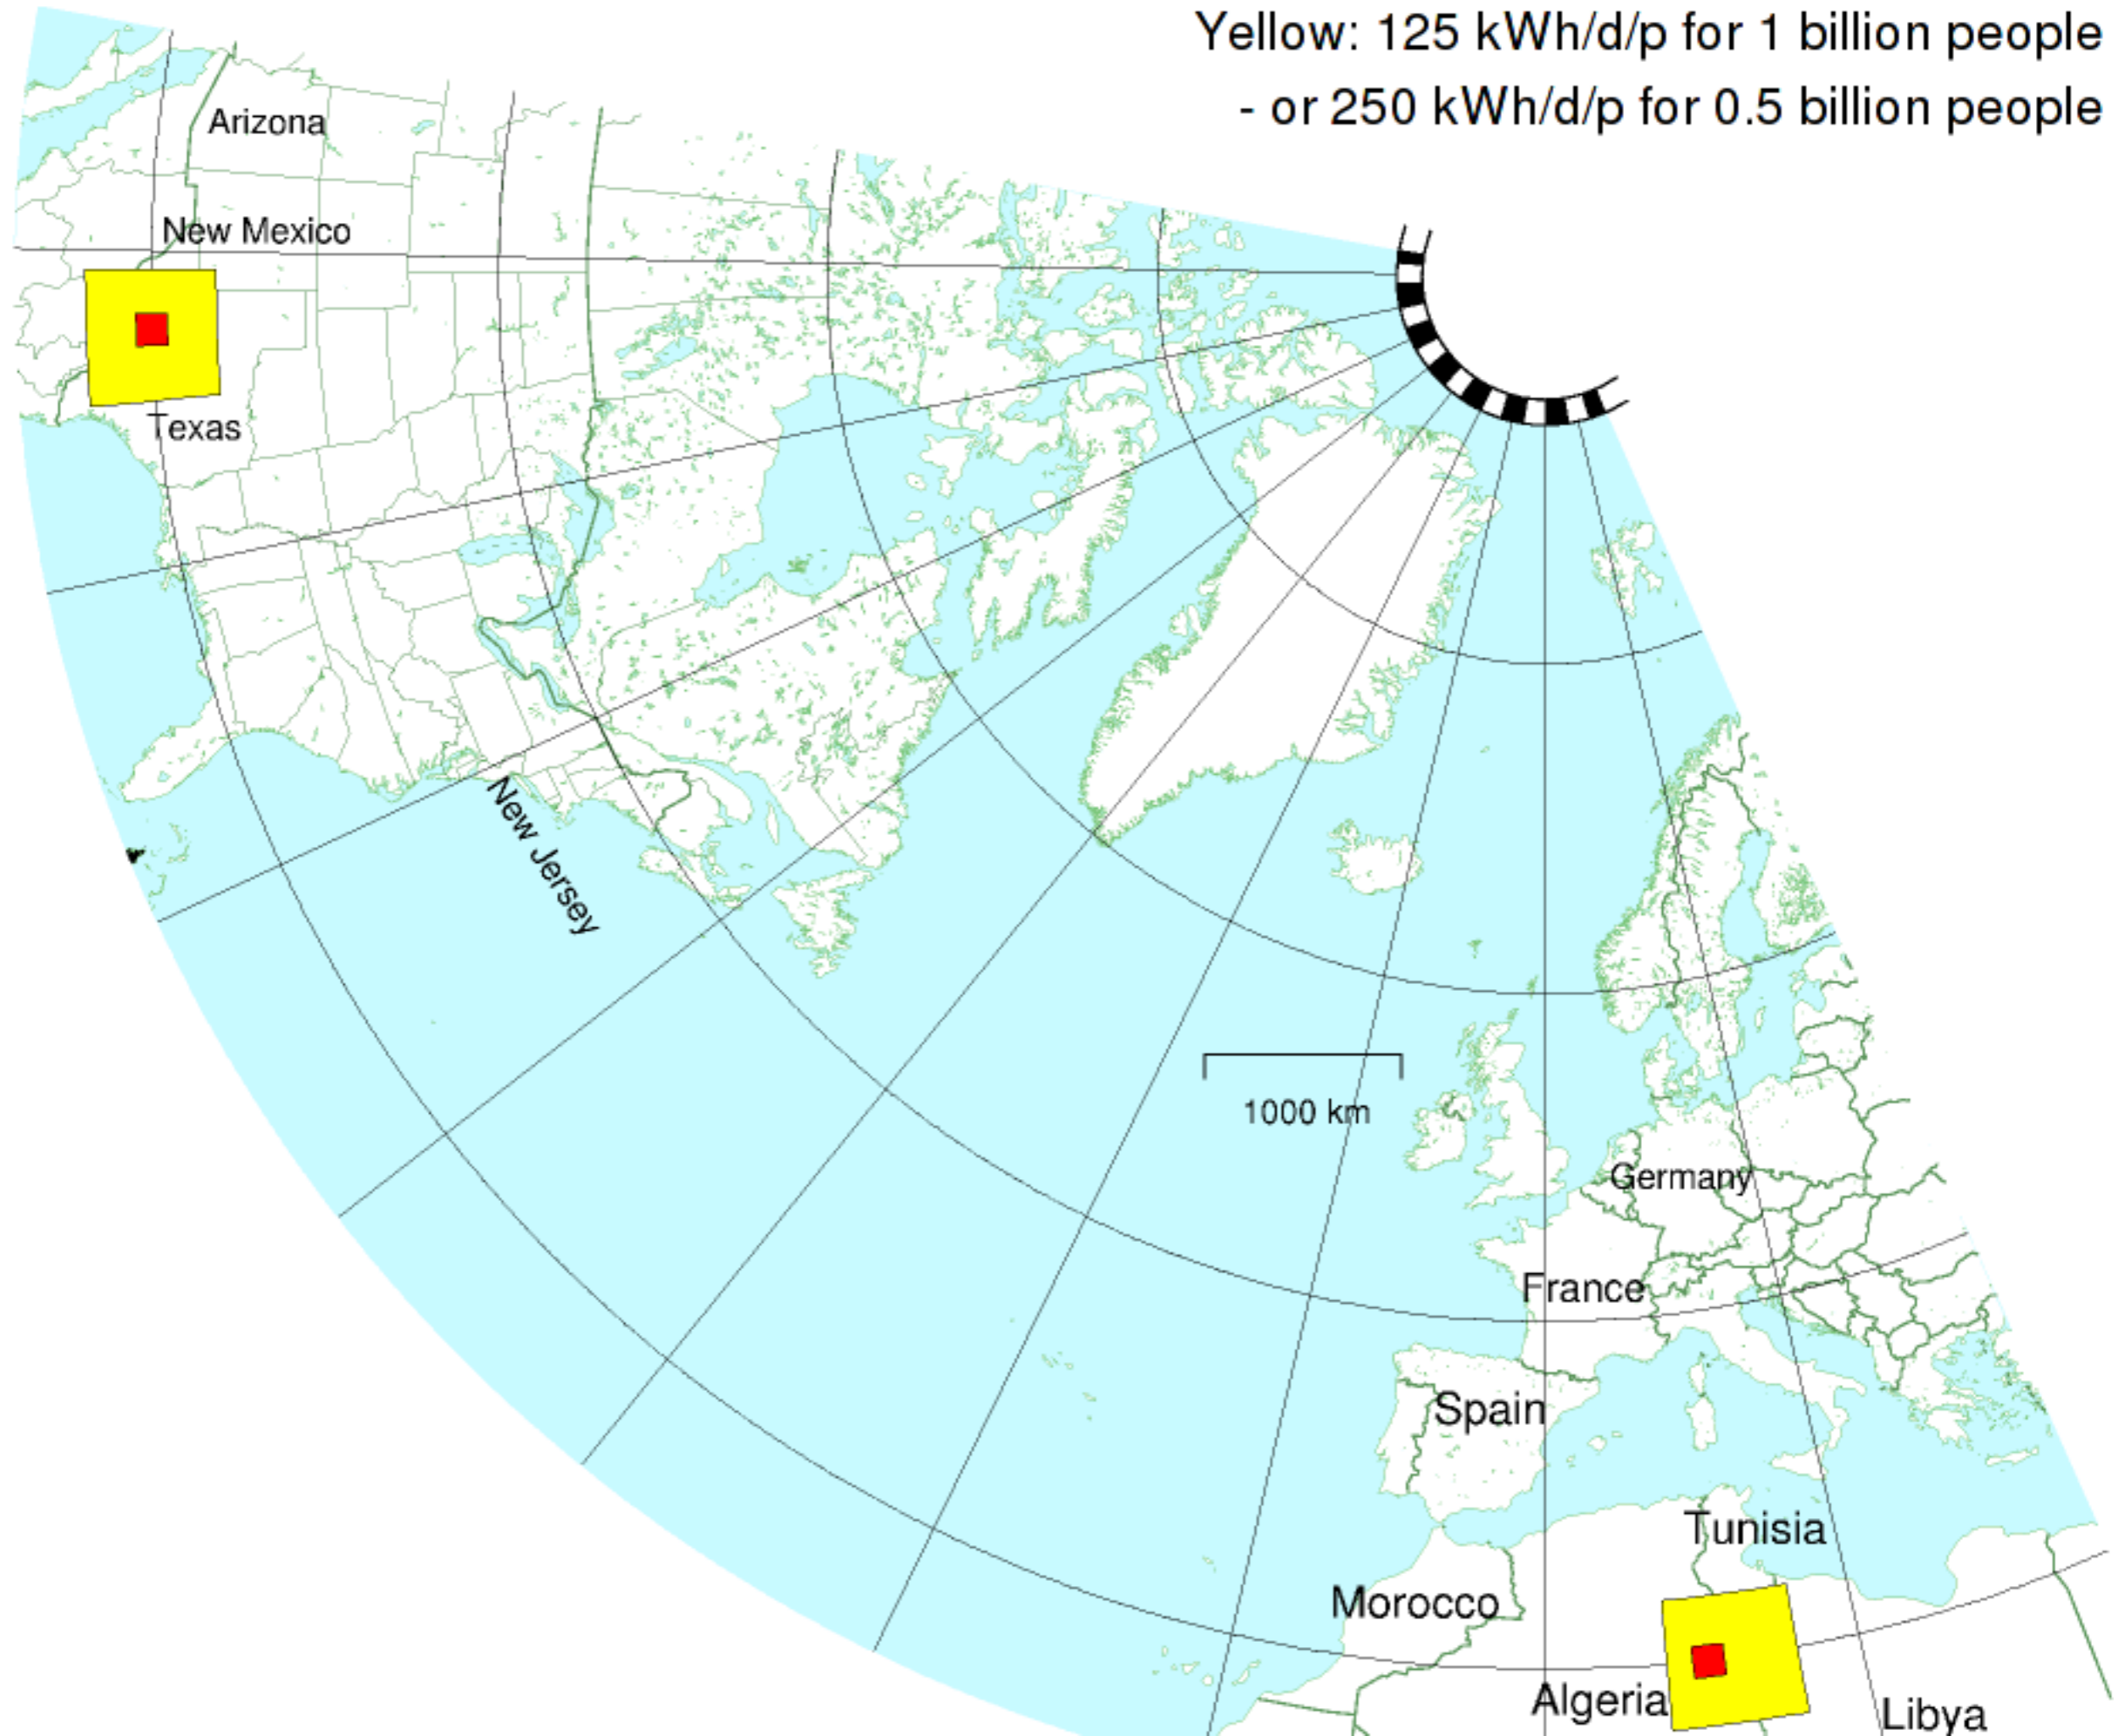 Yellow: 125 kWh/d/p for 1 billion people
- or 250 kWh/d/p for 0.5 billion people
Arizona
New Mexico
Texas
New Jersey
1000 km
Germany
France
Spain
Tunisia
Morocco
Algeria
Libya